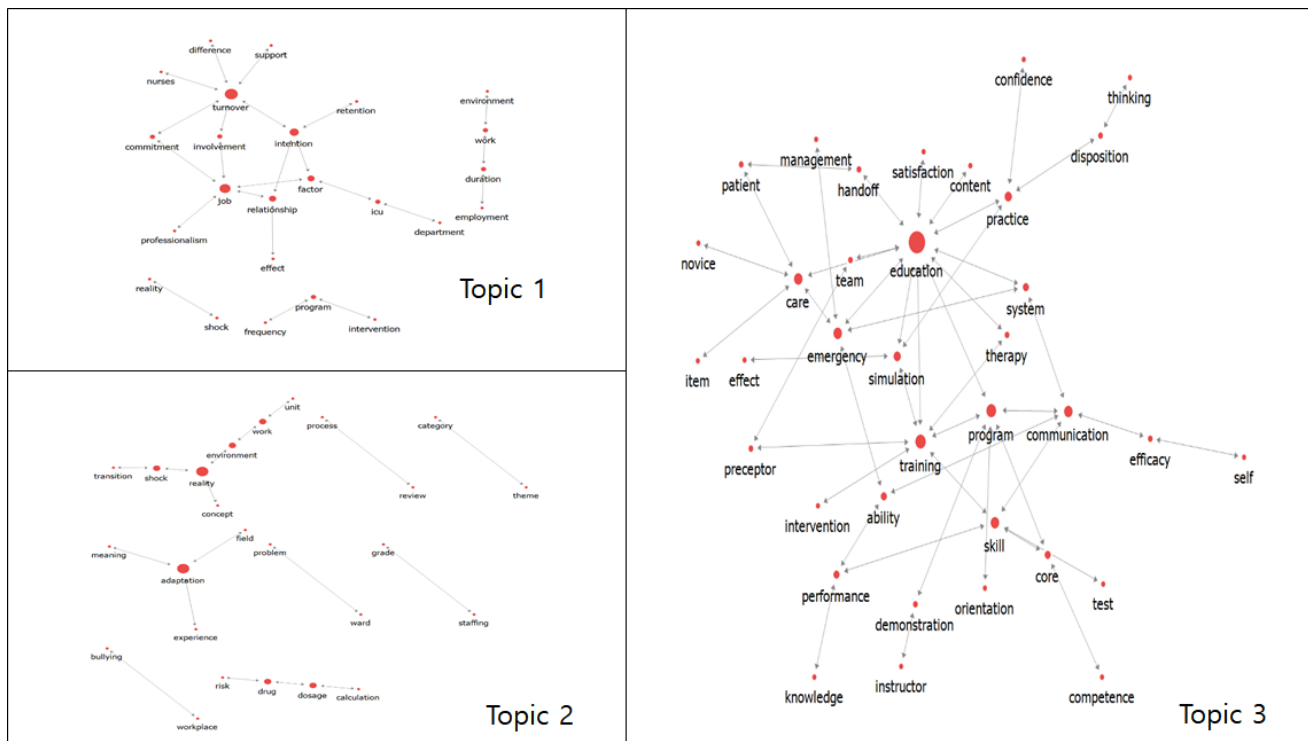 difference
support
nurses
turnover
retention
environment
commitment
involvement
intention
work
factor
duration
job
relationship
icu
employment
professionalism
department
effect
reality
Topic 1
program
shock
frequency
intervention
unit
process
category
work
environment
transition
shock
reality
review
theme
concept
field
meaning
problem
grade
adaptation
experience
ward
staffing
bullying
risk
drug
dosage
calculation
workplace
Topic 2
confidence
thinking
management
disposition
patient
handoff
satisfaction
content
practice
novice
education
team
care
system
emergency
therapy
item
effect
simulation
program
communication
preceptor
training
efficacy
self
intervention
ability
skill
core
performance
test
orientation
demonstration
knowledge
instructor
competence
Topic 3